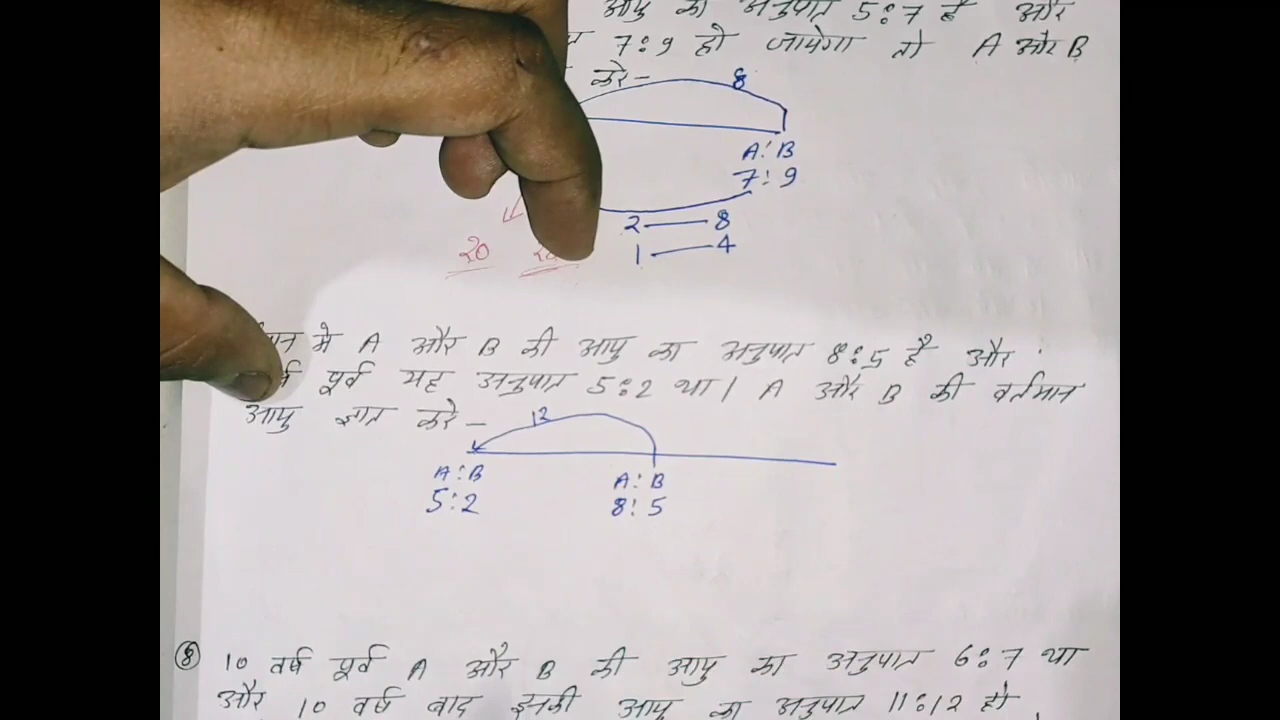 आयु का अनुपात 5:7 है और
7:9 हो जायेगा तो A और B
करे:-
8
A:B
7:9
2 — 8
1 — 4
20
मे A और B की आयु का अनुपात 8:5 है और
पूर्व यह अनुपात 5:2 था। A और B की वर्तमान
आयु ज्ञात करे:-
12
A:B A:B
5:2 8:5
⑧ 10 वर्ष पूर्व A और B की आयु का अनुपात 6:7 था
और 10 वर्ष बाद इनकी आयु का अनुपात 11:12 हो